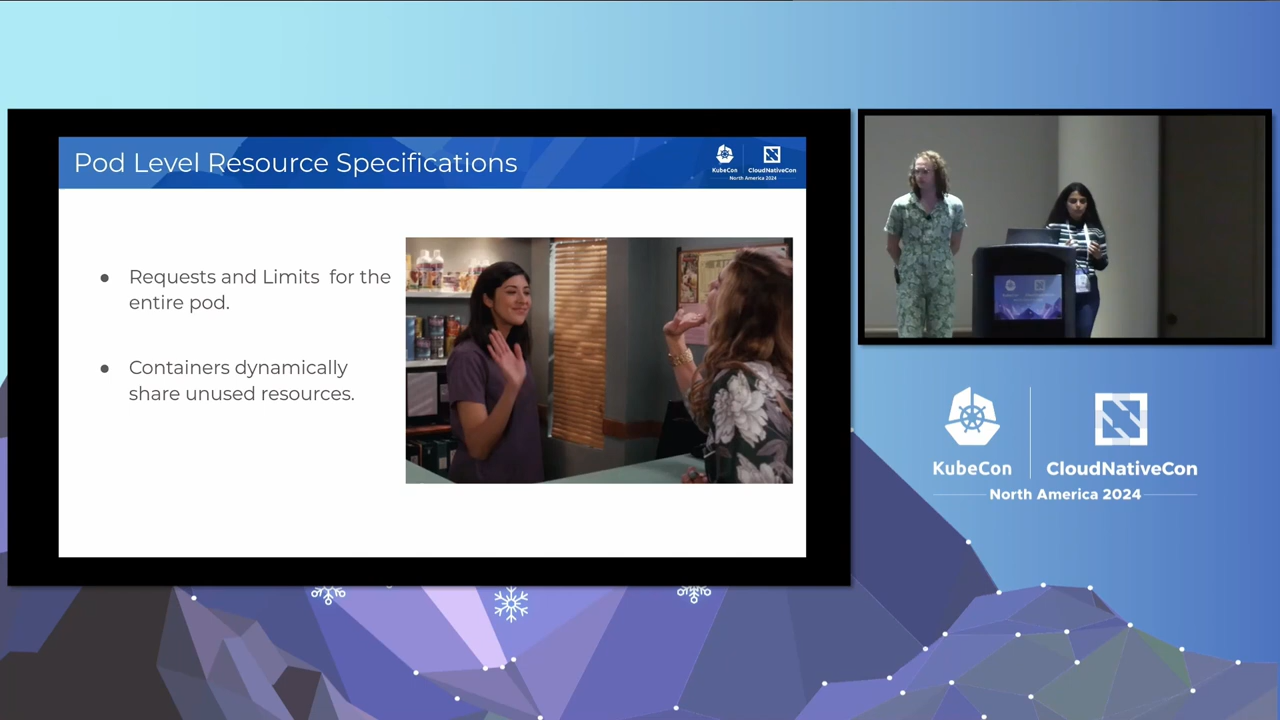 Pod Level Resource Specifications
KubeCon
CloudNativeCon
North America 2024
Requests and Limits for the
entire pod.
Containers dynamically
share unused resources.
KubeCon
CloudNativeCon
North America 2024